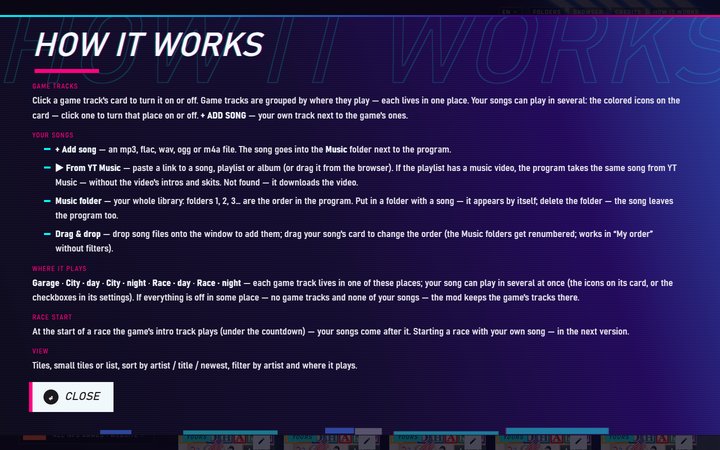 EN FOLDERS BROWSER CREDITS HOW IT WORKS
HOW IT WORKS
HOW IT WORKS
GAME TRACKS
Click a game track's card to turn it on or off. Game tracks are grouped by where they play — each lives in one place. Your songs can play in several: the colored icons on the
card — click one to turn that place on or off. + ADD SONG — your own track next to the game's ones.
YOUR SONGS
+ Add song — an mp3, flac, wav, ogg or m4a file. The song goes into the Music folder next to the program.
▶ From YT Music — paste a link to a song, playlist or album (or drag it from the browser). If the playlist has a music video, the program takes the same song from YT
Music — without the video's intros and skits. Not found — it downloads the video.
Music folder — your whole library: folders 1, 2, 3... are the order in the program. Put in a folder with a song — it appears by itself; delete the folder — the song leaves
the program too.
Drag & drop — drop song files onto the window to add them; drag your song's card to change the order (the Music folders get renumbered; works in "My order"
without filters).
WHERE IT PLAYS
Garage · City · day · City · night · Race · day · Race · night — each game track lives in one of these places; your song can play in several at once (the icons on its card, or the
checkboxes in its settings). If everything is off in some place — no game tracks and none of your songs — the mod keeps the game's tracks there.
RACE START
At the start of a race the game's intro track plays (under the countdown) — your songs come after it. Starting a race with your own song — in the next version.
VIEW
Tiles, small tiles or list, sort by artist / title / newest, filter by artist and where it plays.
CLOSE